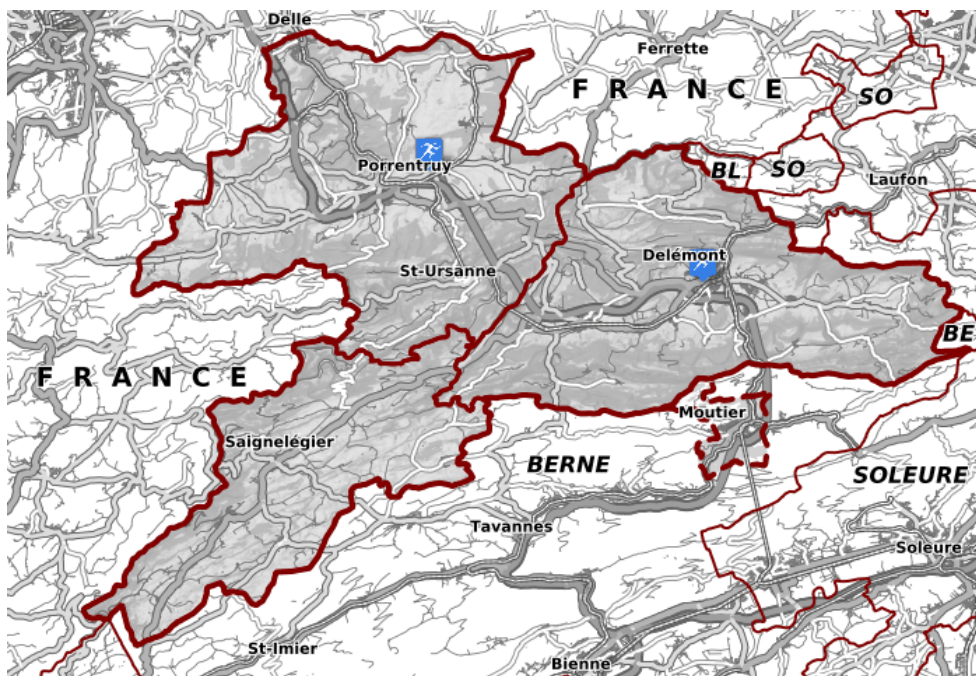 Delle
Ferrette
FRANCE
SO
Porrentruy
BL
SO
Laufon
Delémont
St-Ursanne
BE
FRANCE
Moutier
Saignelégier
BERNE
SOLEURE
Tavannes
Soleure
St-Imier
Bienne